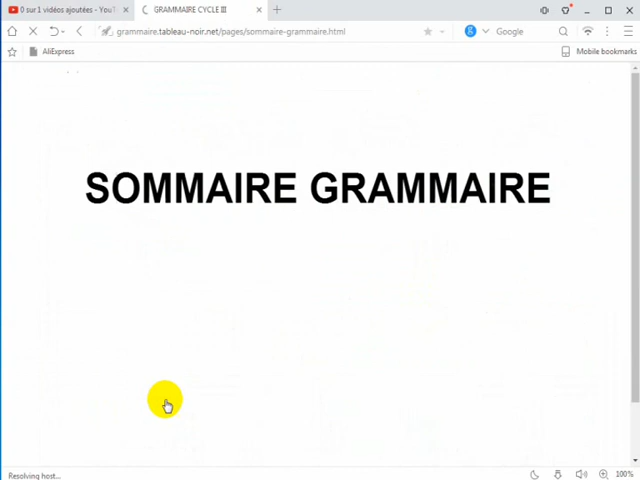 0 sur 1 vidéos ajoutées - YouT
GRAMMAIRE CYCLE III
grammaire.tableau-noir.net/pages/sommaire-grammaire.html
Google
AliExpress
Mobile bookmarks
SOMMAIRE GRAMMAIRE
Resolving host...
100%